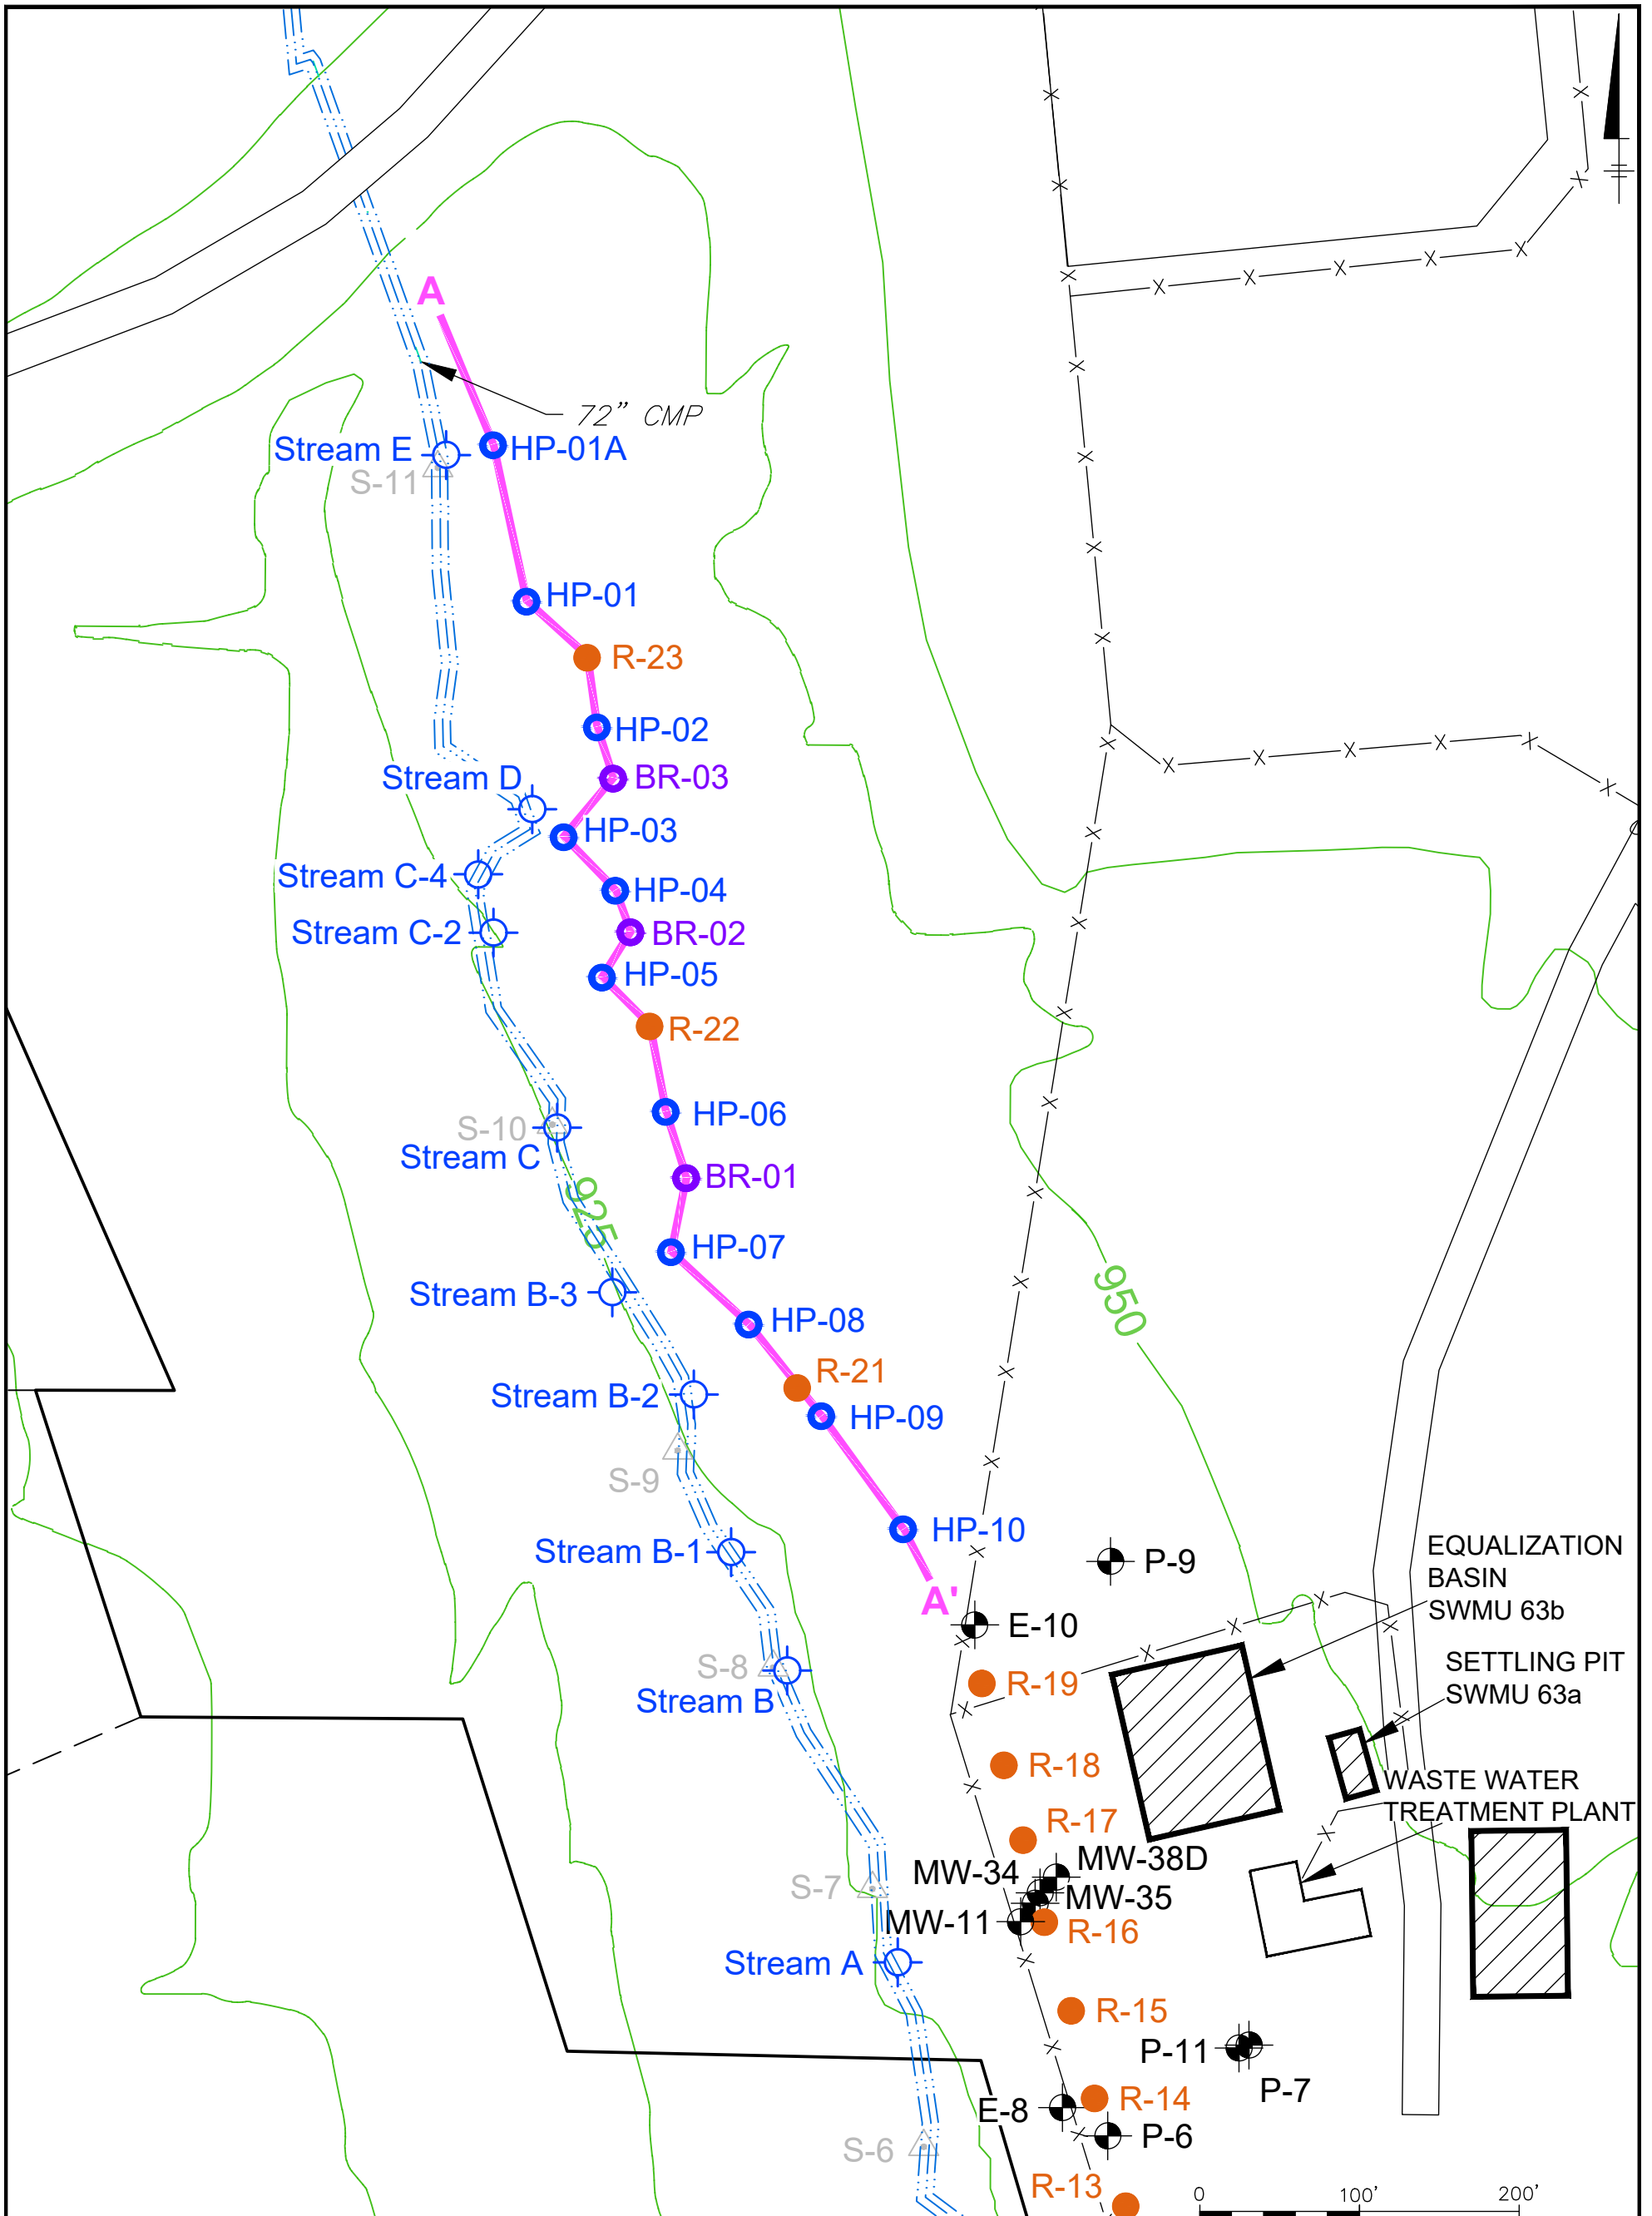 A
72" CMP
Stream E
HP-01A
S-11
HP-01
R-23
HP-02
Stream D
BR-03
HP-03
Stream C-4
HP-04
Stream C-2
BR-02
HP-05
R-22
HP-06
S-10
Stream C
BR-01
925
HP-07
Stream B-3
950
HP-08
R-21
Stream B-2
HP-09
S-9
HP-10
EQUALIZATION
BASIN
SWMU 63b
Stream B-1
P-9
A'
E-10
SETTLING PIT
SWMU 63a
S-8
R-19
Stream B
R-18
WASTE WATER
TREATMENT PLANT
R-17
MW-38D
MW-34
S-7
MW-35
MW-11
R-16
Stream A
R-15
P-11
P-7
R-14
E-8
P-6
S-6
R-13
0 100' 200'